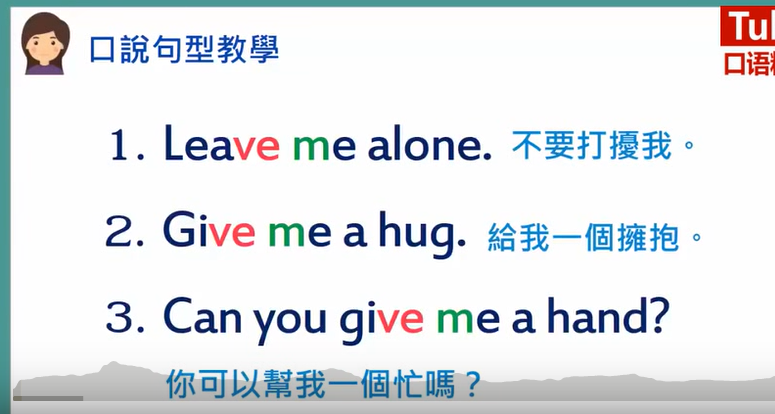 口說句型教學
1. Leave me alone. 不要打擾我。
2. Give me a hug. 給我一個擁抱。
3. Can you give me a hand?
你可以幫我一個忙嗎？
口语